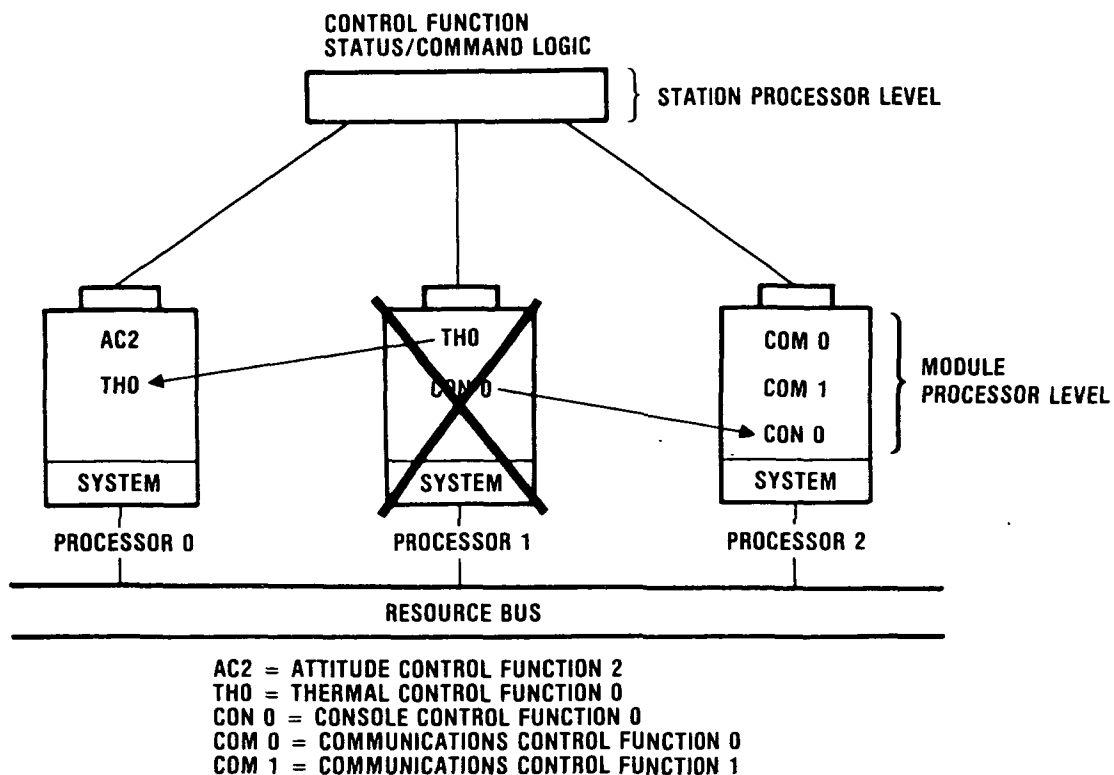 CONTROL FUNCTION
STATUS/COMMAND LOGIC
STATION PROCESSOR LEVEL
AC2
TH0
SYSTEM
PROCESSOR 0
TH0
CON 0
SYSTEM
PROCESSOR 1
COM 0
COM 1
CON 0
SYSTEM
PROCESSOR 2
MODULE
PROCESSOR LEVEL
RESOURCE BUS
AC2 = ATTITUDE CONTROL FUNCTION 2
TH0 = THERMAL CONTROL FUNCTION 0
CON 0 = CONSOLE CONTROL FUNCTION 0
COM 0 = COMMUNICATIONS CONTROL FUNCTION 0
COM 1 = COMMUNICATIONS CONTROL FUNCTION 1